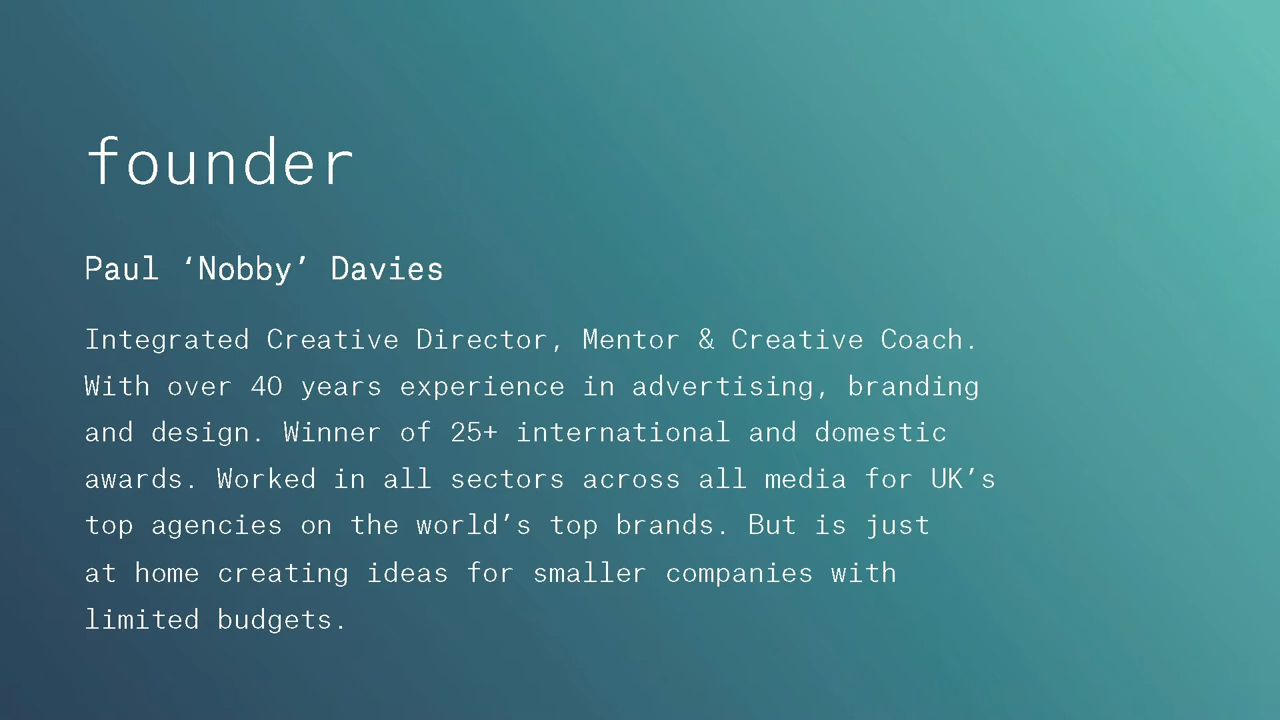 founder
Paul ‘Nobby’ Davies
Integrated Creative Director, Mentor & Creative Coach.
With over 40 years experience in advertising, branding
and design. Winner of 25+ international and domestic
awards. Worked in all sectors across all media for UK’s
top agencies on the world’s top brands. But is just
at home creating ideas for smaller companies with
limited budgets.